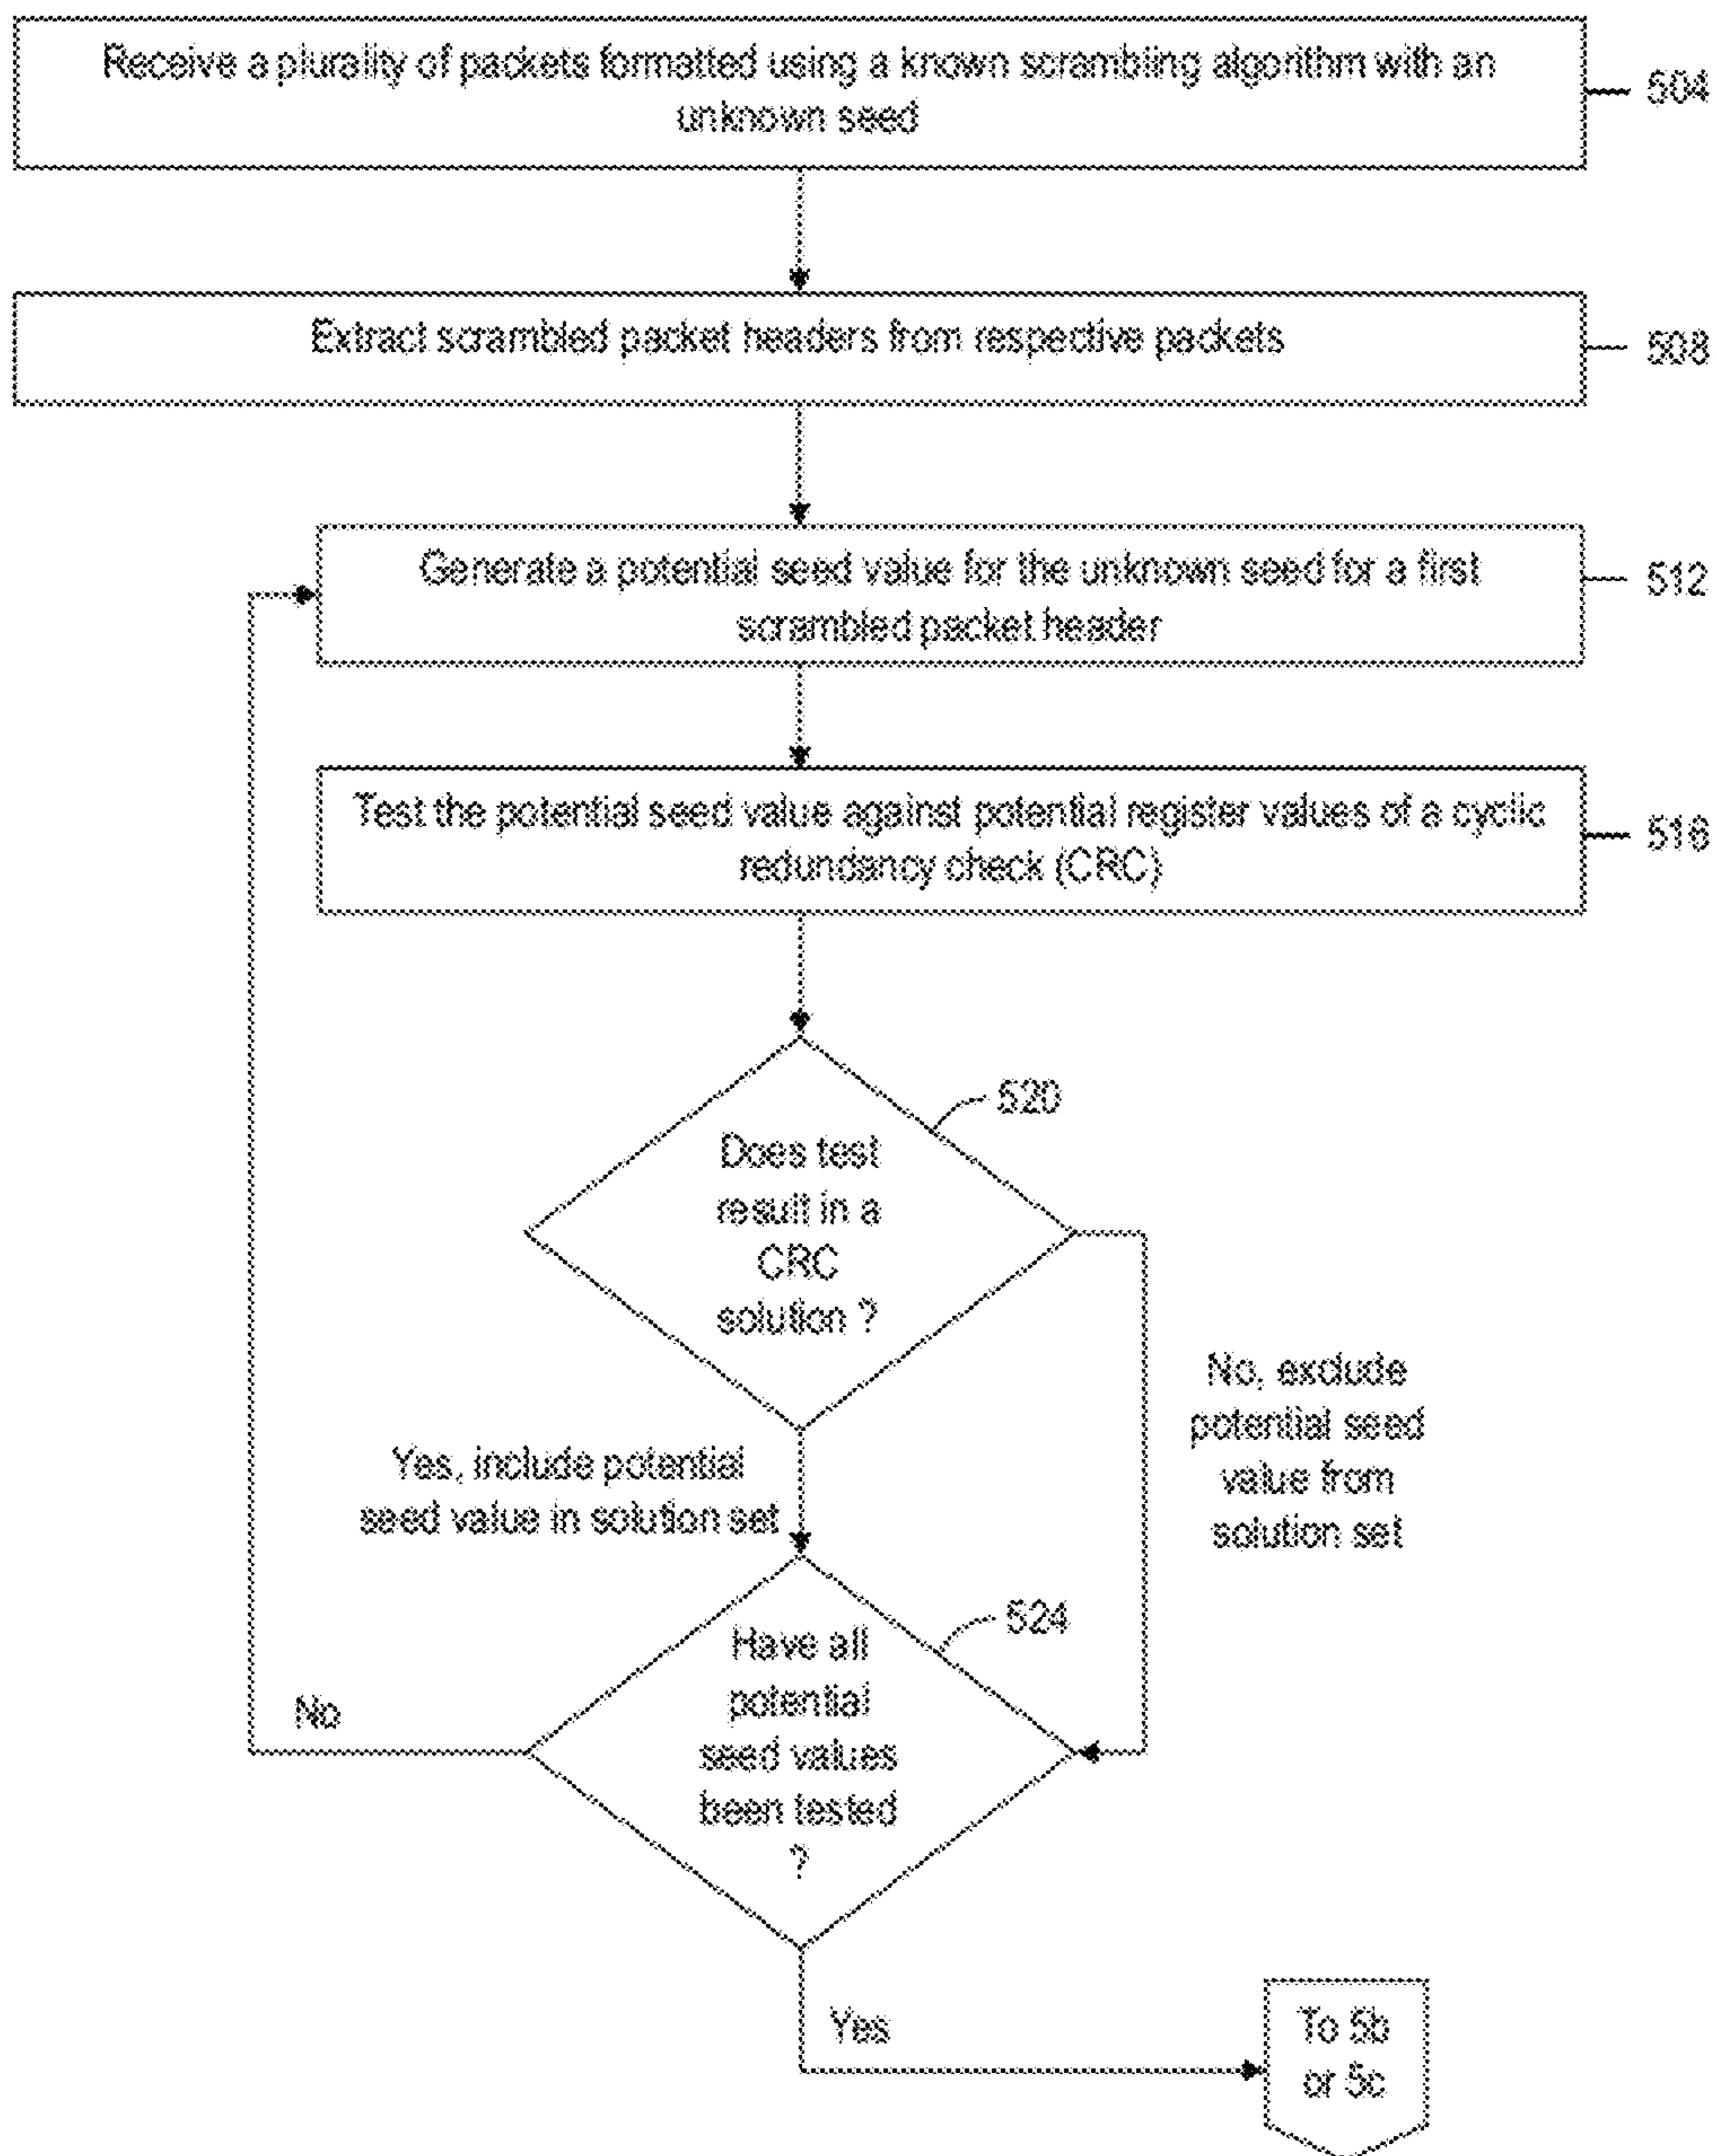 Receive a plurality of packets formatted using a known scrambling algorithm with an
unknown seed
504
Extract scrambled packet headers from respective packets
508
Generate a potential seed value for the unknown seed for a first
scrambled packet header
512
Test the potential seed value against potential register values of a cyclic
redundancy check (CRC)
516
520
Does test
result in a
CRC
solution ?
No, exclude
potential seed
value from
solution set
Yes, include potential
seed value in solution set
524
Have all
potential
seed values
been tested
?
No
Yes
To 5b
or 5c